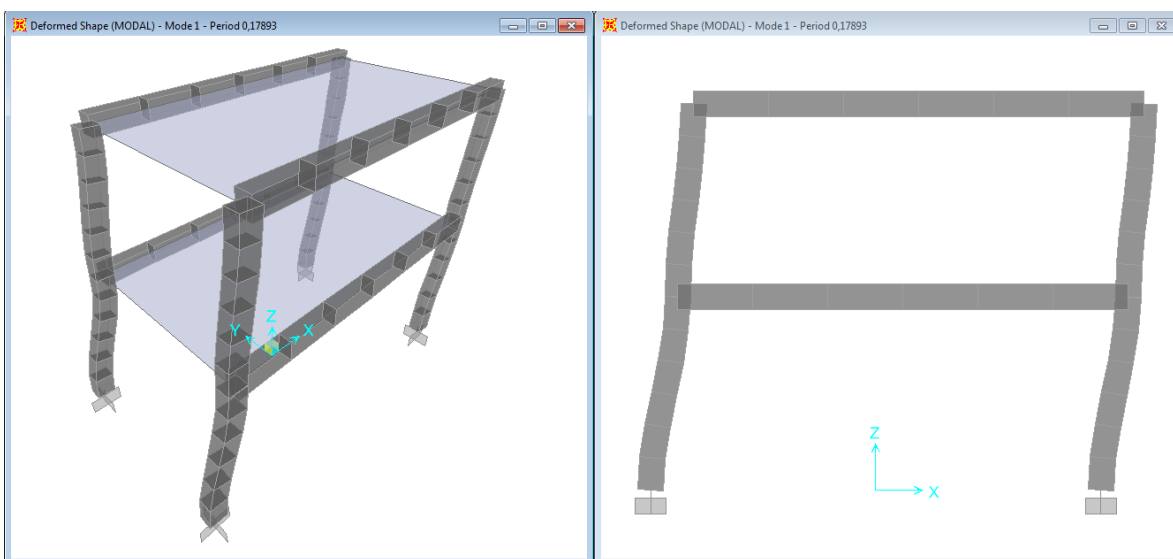 Deformed Shape (MODAL) - Mode 1 - Period 0,17893
Deformed Shape (MODAL) - Mode 1 - Period 0,17893
Z
Y
X
Z
X